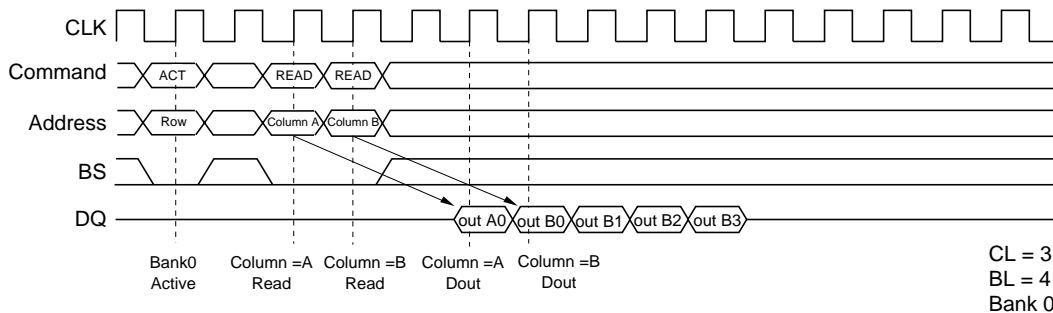 CLK
Command ACT READ READ
Address Row Column A Column B
BS
DQ out A0 out B0 out B1 out B2 out B3
Bank0 Column =A Column =B Column =A Column =B
Active Read Read Dout Dout
CL = 3
BL = 4
Bank 0